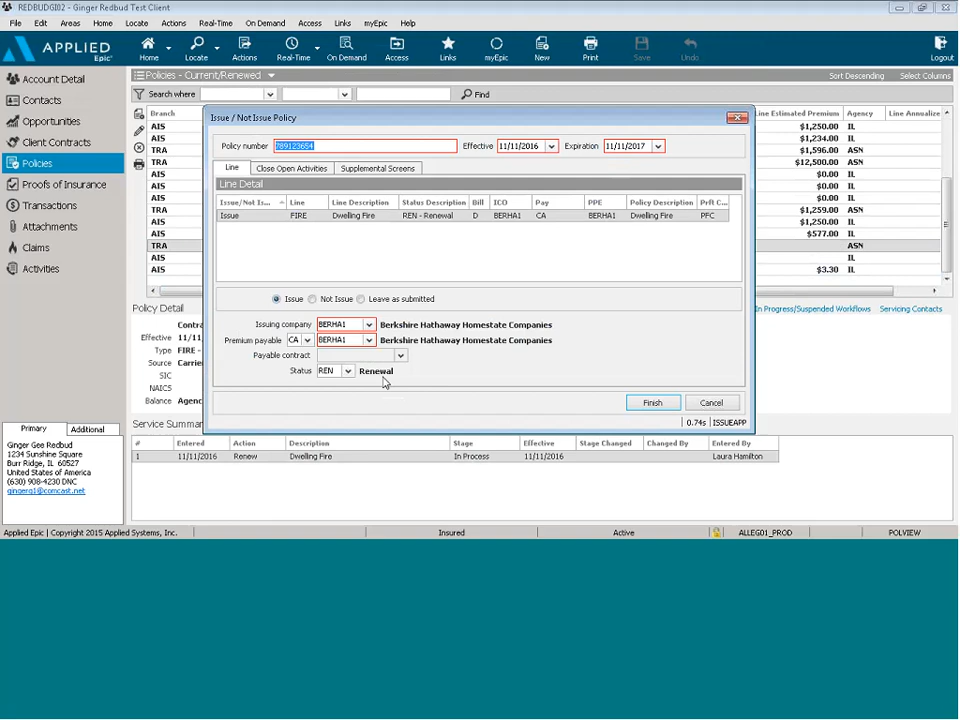 REDBUDGI02 - Ginger Redbud Test Client
File Edit Areas Home Locate Actions Real-Time On Demand Access Links myEpic Help
APPLIED Epic
Home Locate Actions Real-Time On Demand Access Links myEpic New Print Save Undo Logout
Account Detail
Contacts
Opportunities
Client Contracts
Policies
Proofs of Insurance
Transactions
Attachments
Claims
Activities
Policies - Current/Renewed
Sort Descending Select Columns
Search where Find
Branch Line Estimated Premium Agency Line Annualize
AIS $1,250.00 IL
AIS $1,234.00 IL
TRA $1,596.00 ASN
TRA $12,500.00 IL
AIS $0.00 IL
AIS $0.00 IL
TRA $1,259.00 ASN
AIS $1,250.00 IL
AIS $577.00 IL
TRA ASN
AIS IL
AIS $3.30 IL
Issue / Not Issue Policy
Policy number 789123654 Effective 11/11/2016 Expiration 11/11/2017
Line Close Open Activities Supplemental Screens
Line Detail
Issue/Not Is... Line Line Description Status Description Bill ICO Pay PPE Policy Description Prft C...
Issue FIRE Dwelling Fire REN - Renewal D BERHA1 CA BERHA1 Dwelling Fire PFC
Issue Not Issue Leave as submitted
Issuing company BERHA1 Berkshire Hathaway Homestate Companies
Premium payable CA BERHA1 Berkshire Hathaway Homestate Companies
Payable contract
Status REN Renewal
Finish Cancel
0.74s ISSUEAPP
Policy Detail
In Progress/Suspended Workflows Servicing Contacts
Contra
Effective 11/1
Type FIRE -
Source Carrie
SIC
NAICS
Balance Agenc
Service Summar
# Entered Action Description Stage Effective Stage Changed Changed By Entered By
1 11/11/2016 Renew Dwelling Fire In Process 11/11/2016 Laura Hamilton
Primary Additional
Ginger Gee Redbud
1234 Sunshine Square
Burr Ridge, IL 60527
United States of America
(630) 908-4230 DNC
gingerg1@comcast.net
Applied Epic | Copyright 2015 Applied Systems, Inc. Insured Active ALLEG01_PROD POLVIEW